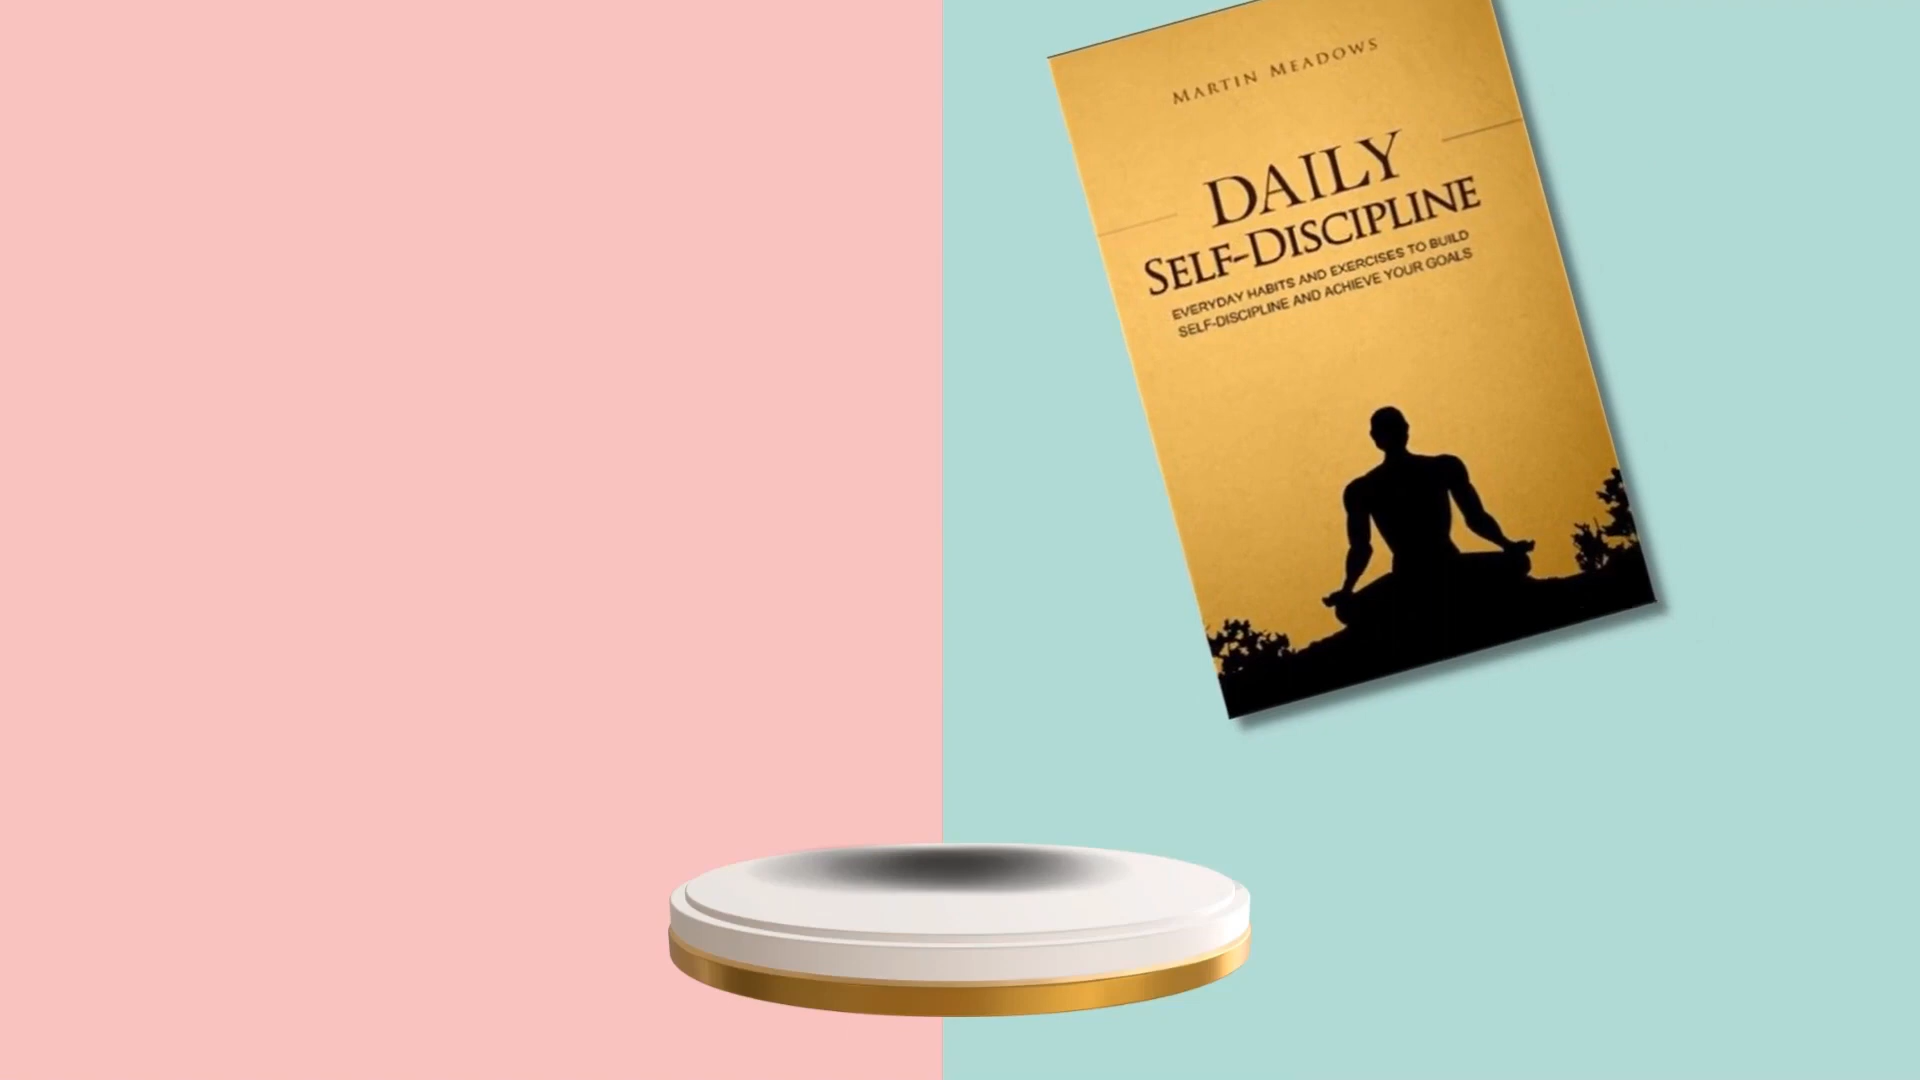 MARTIN MEADOWS
DAILY
SELF-DISCIPLINE
EVERYDAY HABITS AND EXERCISES TO BUILD
SELF-DISCIPLINE AND ACHIEVE YOUR GOALS